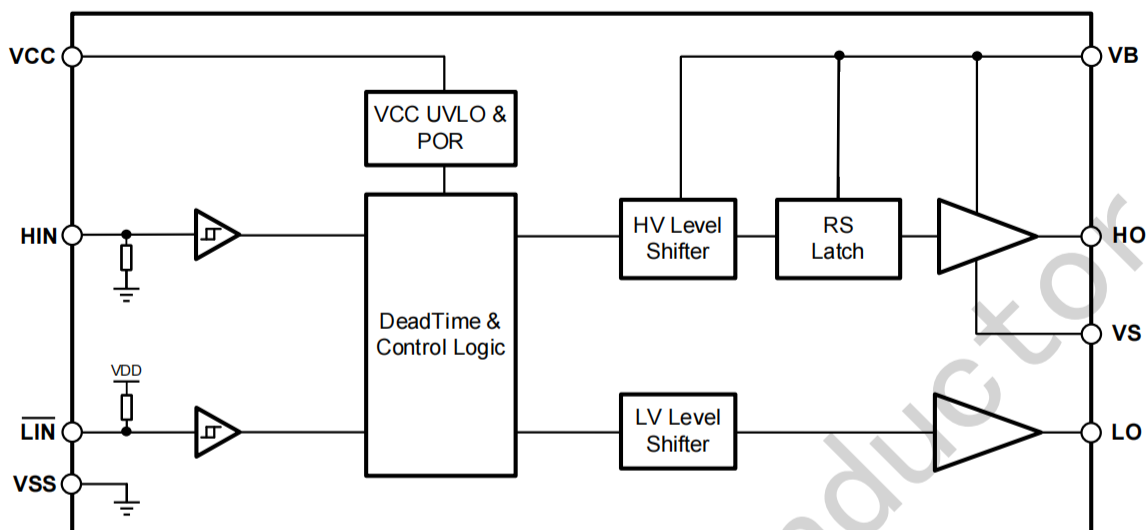 VCC
VB
VCC UVLO &
POR
HIN
HV Level
Shifter
RS
Latch
HO
DeadTime &
Control Logic
VS
VDD
LIN
LV Level
Shifter
LO
VSS